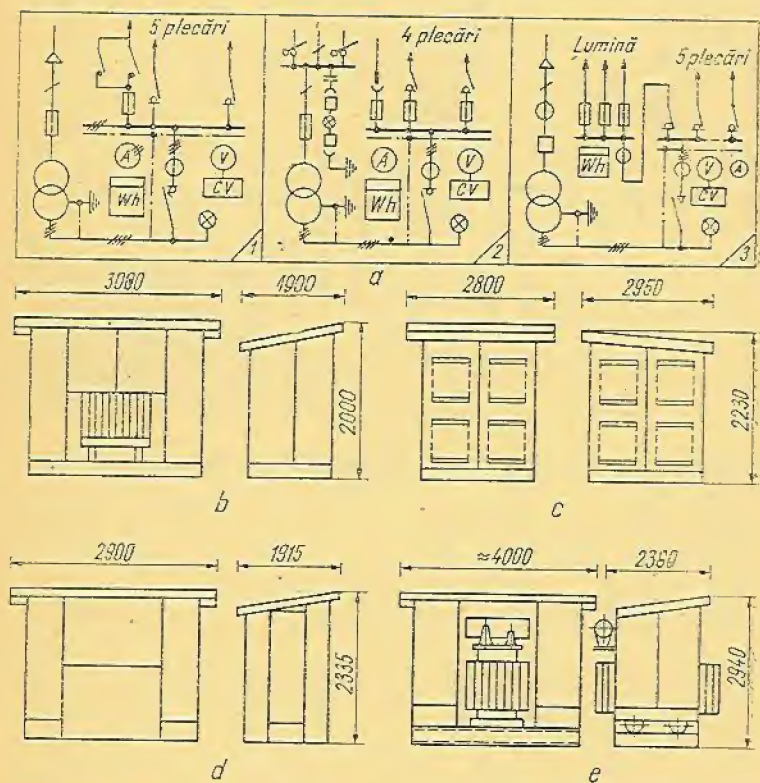 5 plecări
A
Wh
V
CV
1
4 plecări
A
Wh
V
CV
2
Lumină
5 plecări
Wh
V
A
CV
3
a
3080
1900
2000
b
2800
2950
2230
c
2900
1915
2335
d
≈4000
2360
2940
e